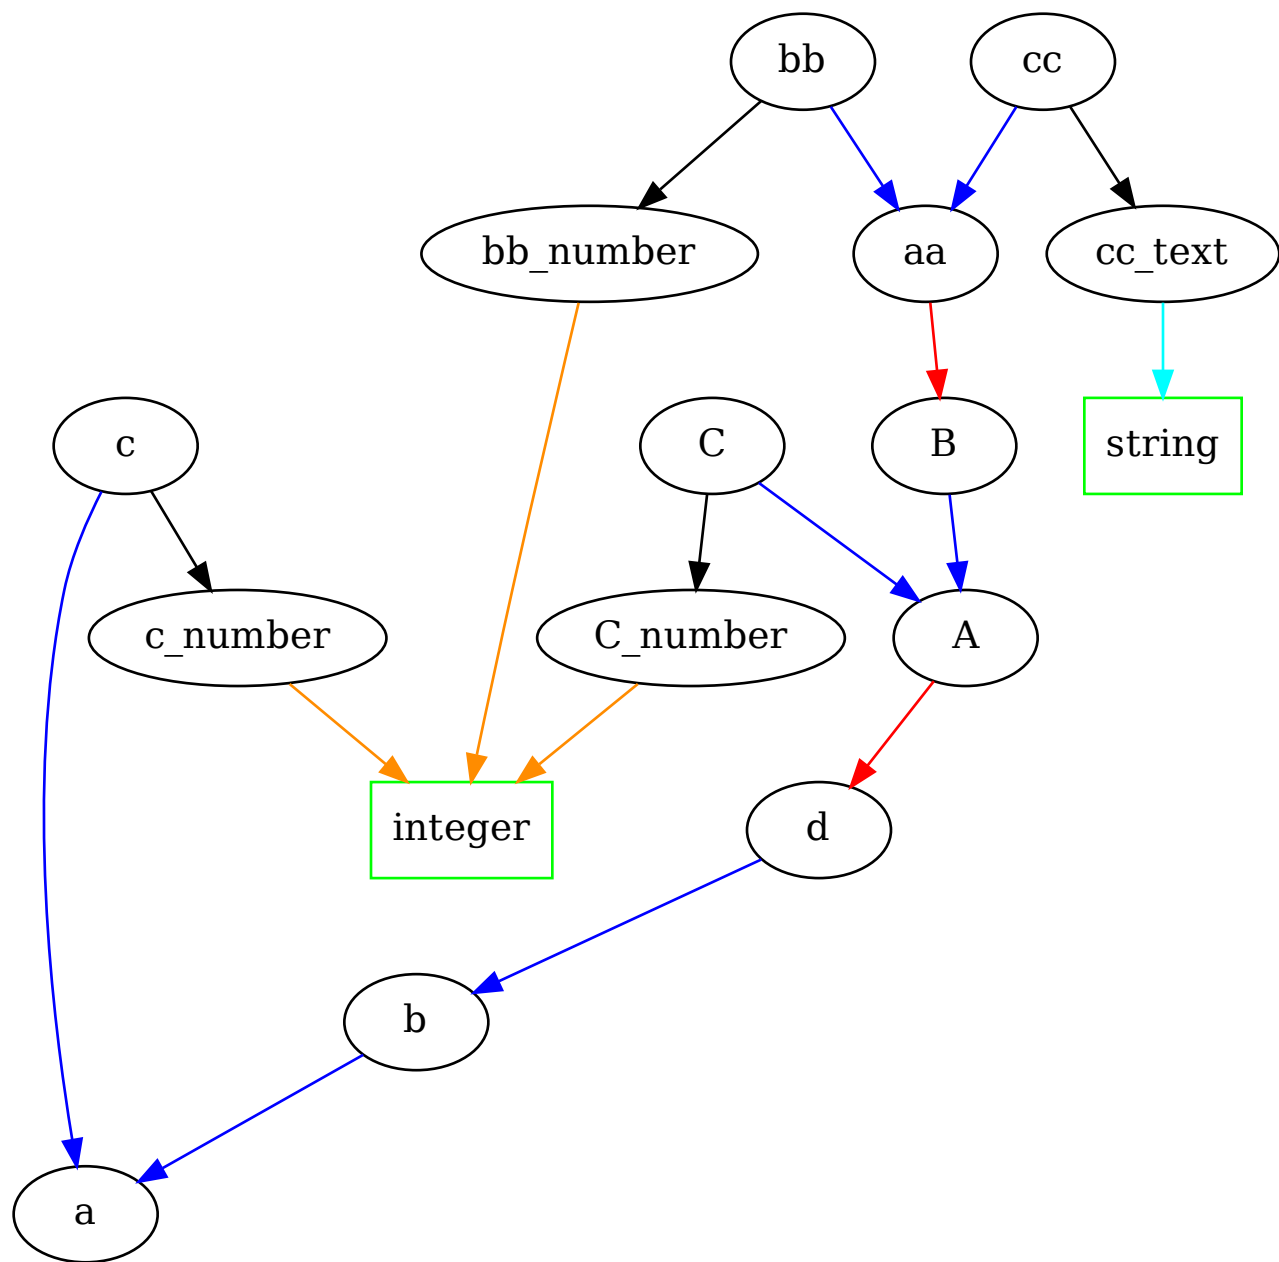 bb
cc
bb_number
aa
cc_text
c
C
B
string
c_number
C_number
A
integer
d
b
a